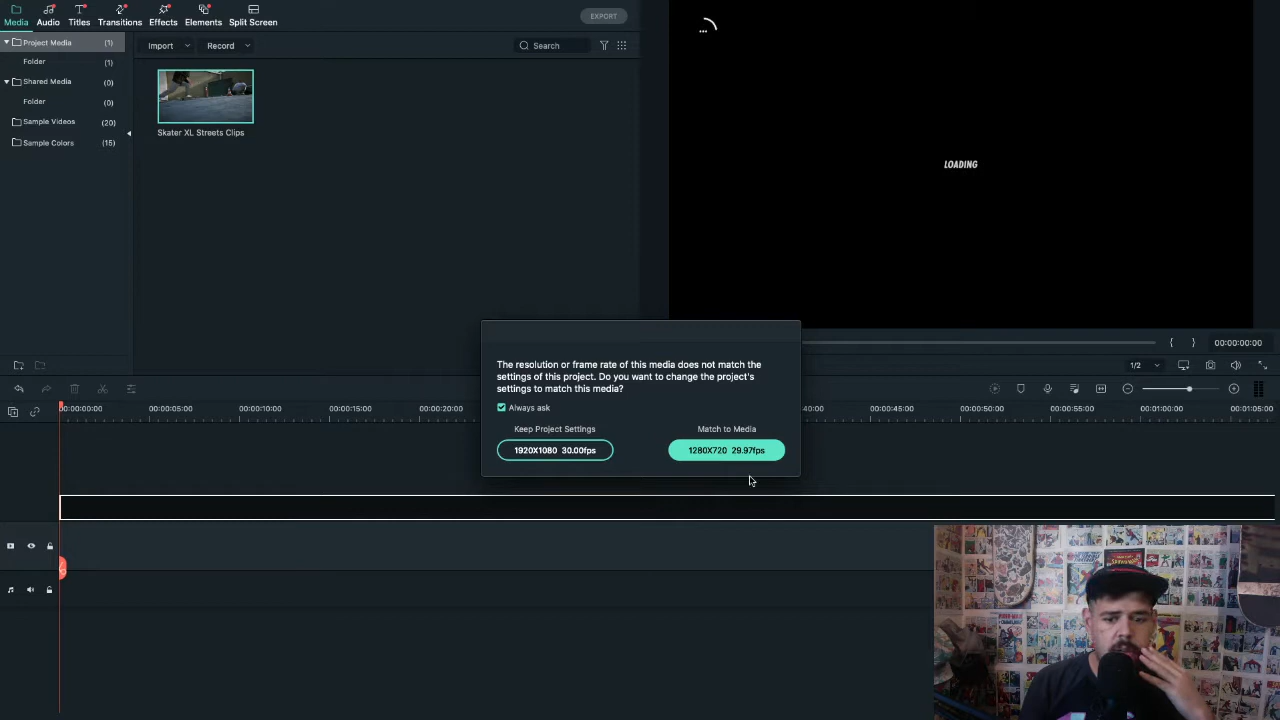 Media Audio Titles Transitions Effects Elements Split Screen
EXPORT
Project Media (1)
Folder (1)
Shared Media (0)
Folder (0)
Sample Videos (20)
Sample Colors (15)
Import Record Search
Skater XL Streets Clips
...
LOADING
00:00:00:00
1/2
The resolution or frame rate of this media does not match the
settings of this project. Do you want to change the project's
settings to match this media?
Always ask
Keep Project Settings Match to Media
1920X1080 30.00fps 1280X720 29.97fps
00:00:00:00 00:00:05:00 00:00:10:00 00:00:15:00 00:00:20:00 :40:00 00:00:45:00 00:00:50:00 00:00:55:00 00:01:00:00 00:01:05:00